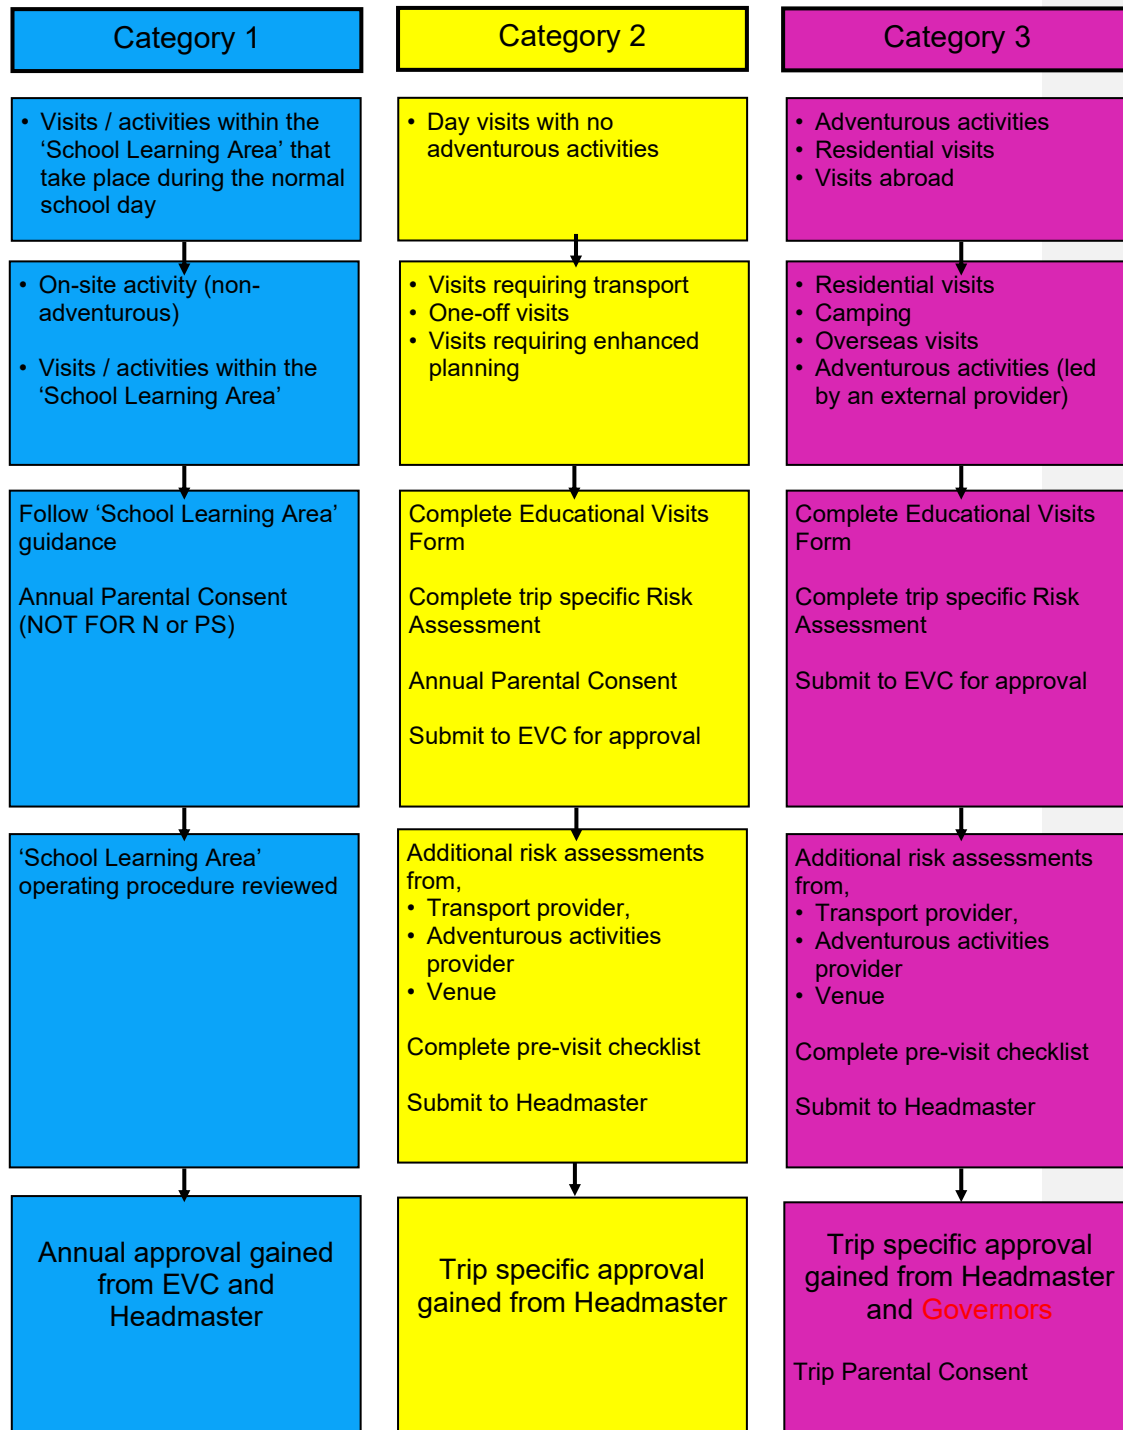 Category 1
• Visits / activities within the
‘School Learning Area’ that
take place during the normal
school day
• On-site activity (non-
adventurous)
• Visits / activities within the
‘School Learning Area’
Follow ‘School Learning Area’
guidance
Annual Parental Consent
(NOT FOR N or PS)
‘School Learning Area’
operating procedure reviewed
Annual approval gained
from EVC and
Headmaster
Category 2
• Day visits with no
adventurous activities
• Visits requiring transport
• One-off visits
• Visits requiring enhanced
planning
Complete Educational Visits
Form
Complete trip specific Risk
Assessment
Annual Parental Consent
Submit to EVC for approval
Additional risk assessments
from,
• Transport provider,
• Adventurous activities
provider
• Venue
Complete pre-visit checklist
Submit to Headmaster
Trip specific approval
gained from Headmaster
Category 3
• Adventurous activities
• Residential visits
• Visits abroad
• Residential visits
• Camping
• Overseas visits
• Adventurous activities (led
by an external provider)
Complete Educational Visits
Form
Complete trip specific Risk
Assessment
Submit to EVC for approval
Additional risk assessments
from,
• Transport provider,
• Adventurous activities
provider
• Venue
Complete pre-visit checklist
Submit to Headmaster
Trip specific approval
gained from Headmaster
and Governors
Trip Parental Consent